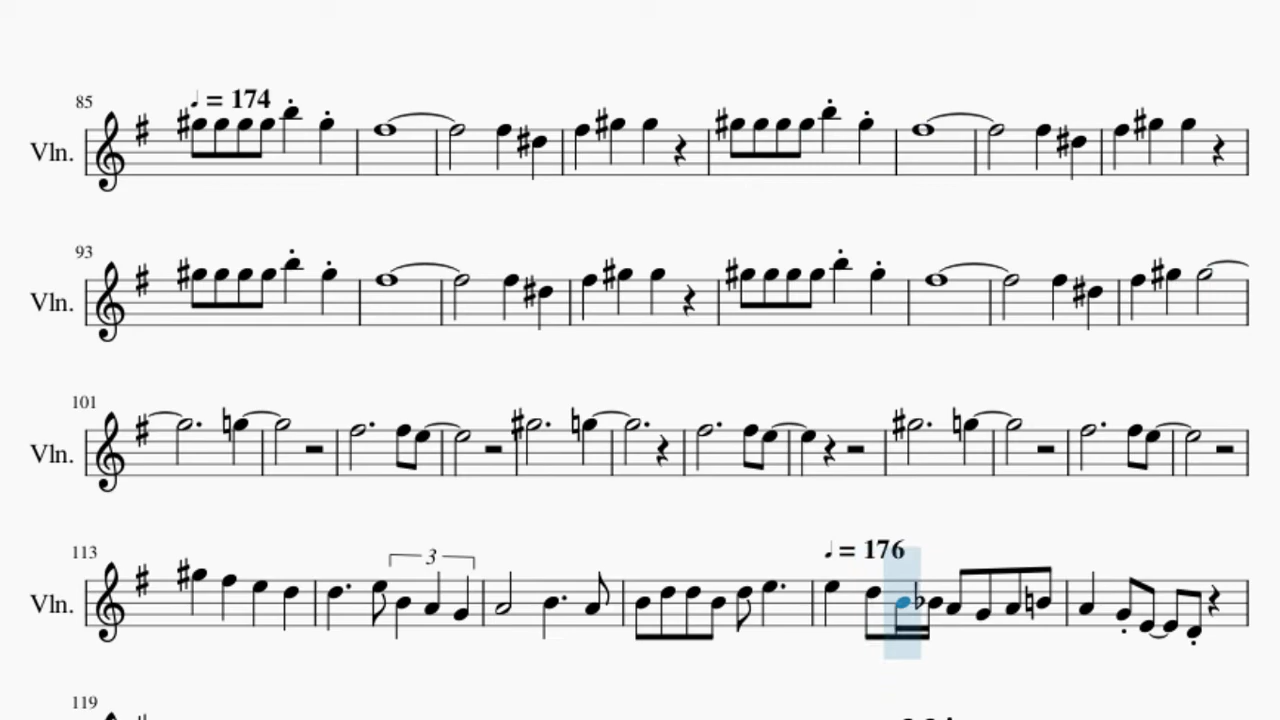 85
♩ = 174
Vln.
93
Vln.
101
Vln.
113
3
♩ = 176
Vln.
119